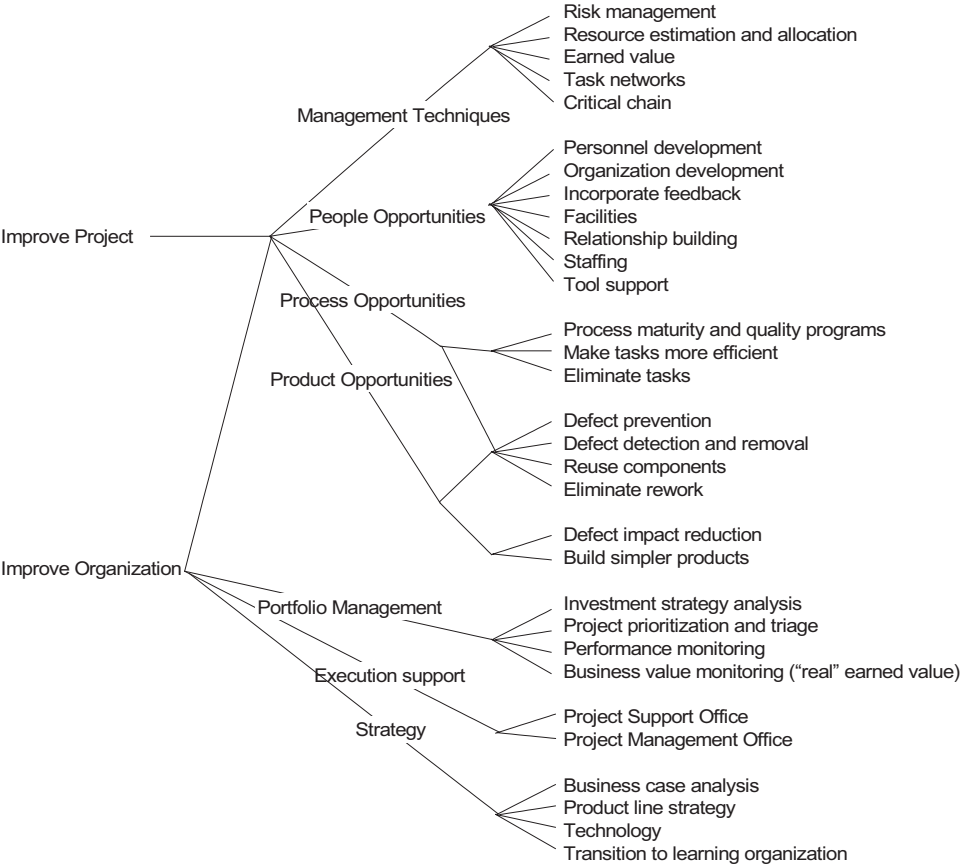 Risk management
Resource estimation and allocation
Earned value
Task networks
Critical chain
Management Techniques
Personnel development
Organization development
Incorporate feedback
Facilities
Relationship building
Staffing
Tool support
People Opportunities
Improve Project
Process Opportunities
Process maturity and quality programs
Make tasks more efficient
Eliminate tasks
Product Opportunities
Defect prevention
Defect detection and removal
Reuse components
Eliminate rework
Defect impact reduction
Build simpler products
Improve Organization
Portfolio Management
Investment strategy analysis
Project prioritization and triage
Performance monitoring
Business value monitoring (“real” earned value)
Execution support
Project Support Office
Project Management Office
Strategy
Business case analysis
Product line strategy
Technology
Transition to learning organization